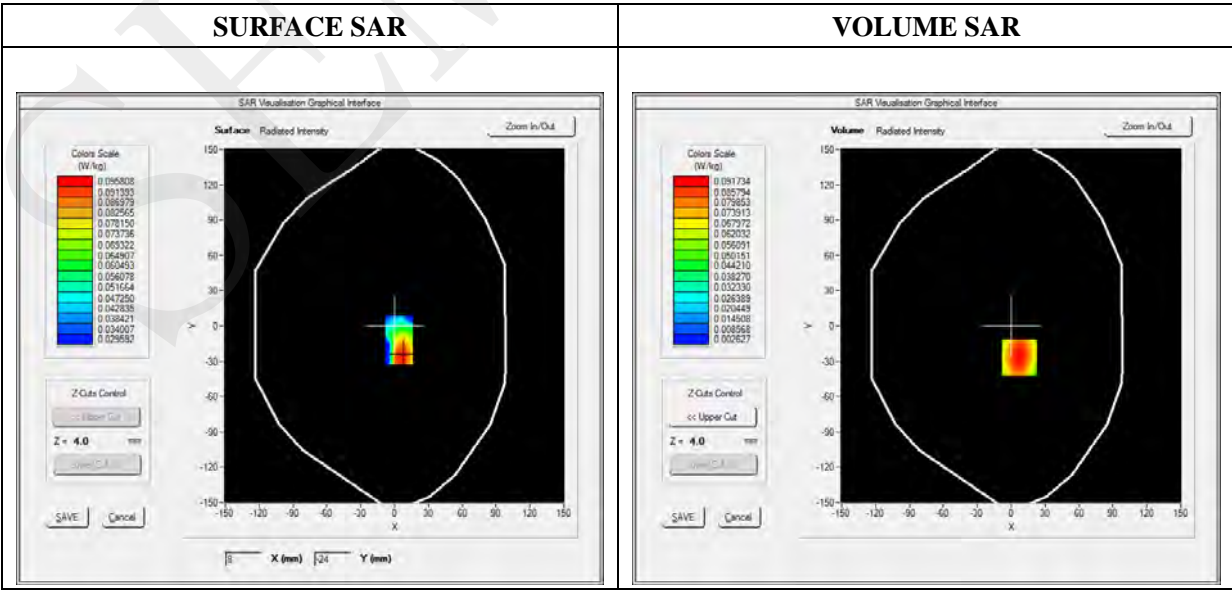 SURFACE SAR
SAR Visualisation Graphical Interface
Surface Radiated Intensity
Zoom In/Out
Colors Scale
(W/kg)
0.095808
0.091393
0.086979
0.082565
0.078150
0.073736
0.069322
0.064907
0.060493
0.056078
0.051664
0.047250
0.042835
0.038421
0.034007
0.029592
Z-Cuts Control
<< Upper Cut
Z = 4.0 mm
SAVE
Cancel
150
120
90
60
30
0
-30
-60
-90
-120
-150
Y
-150 -120 -90 -60 -30 0 30 60 90 120 150
X
8 X (mm) -24 Y (mm)
VOLUME SAR
SAR Visualisation Graphical Interface
Volume Radiated Intensity
Zoom In/Out
Colors Scale
(W/kg)
0.091734
0.085794
0.079853
0.073913
0.067972
0.062032
0.056091
0.050151
0.044210
0.038270
0.032330
0.026389
0.020449
0.014508
0.008568
0.002627
Z-Cuts Control
<< Upper Cut
Z = 4.0 mm
SAVE
Cancel
150
120
90
60
30
0
-30
-60
-90
-120
-150
Y
-150 -120 -90 -60 -30 0 30 60 90 120 150
X